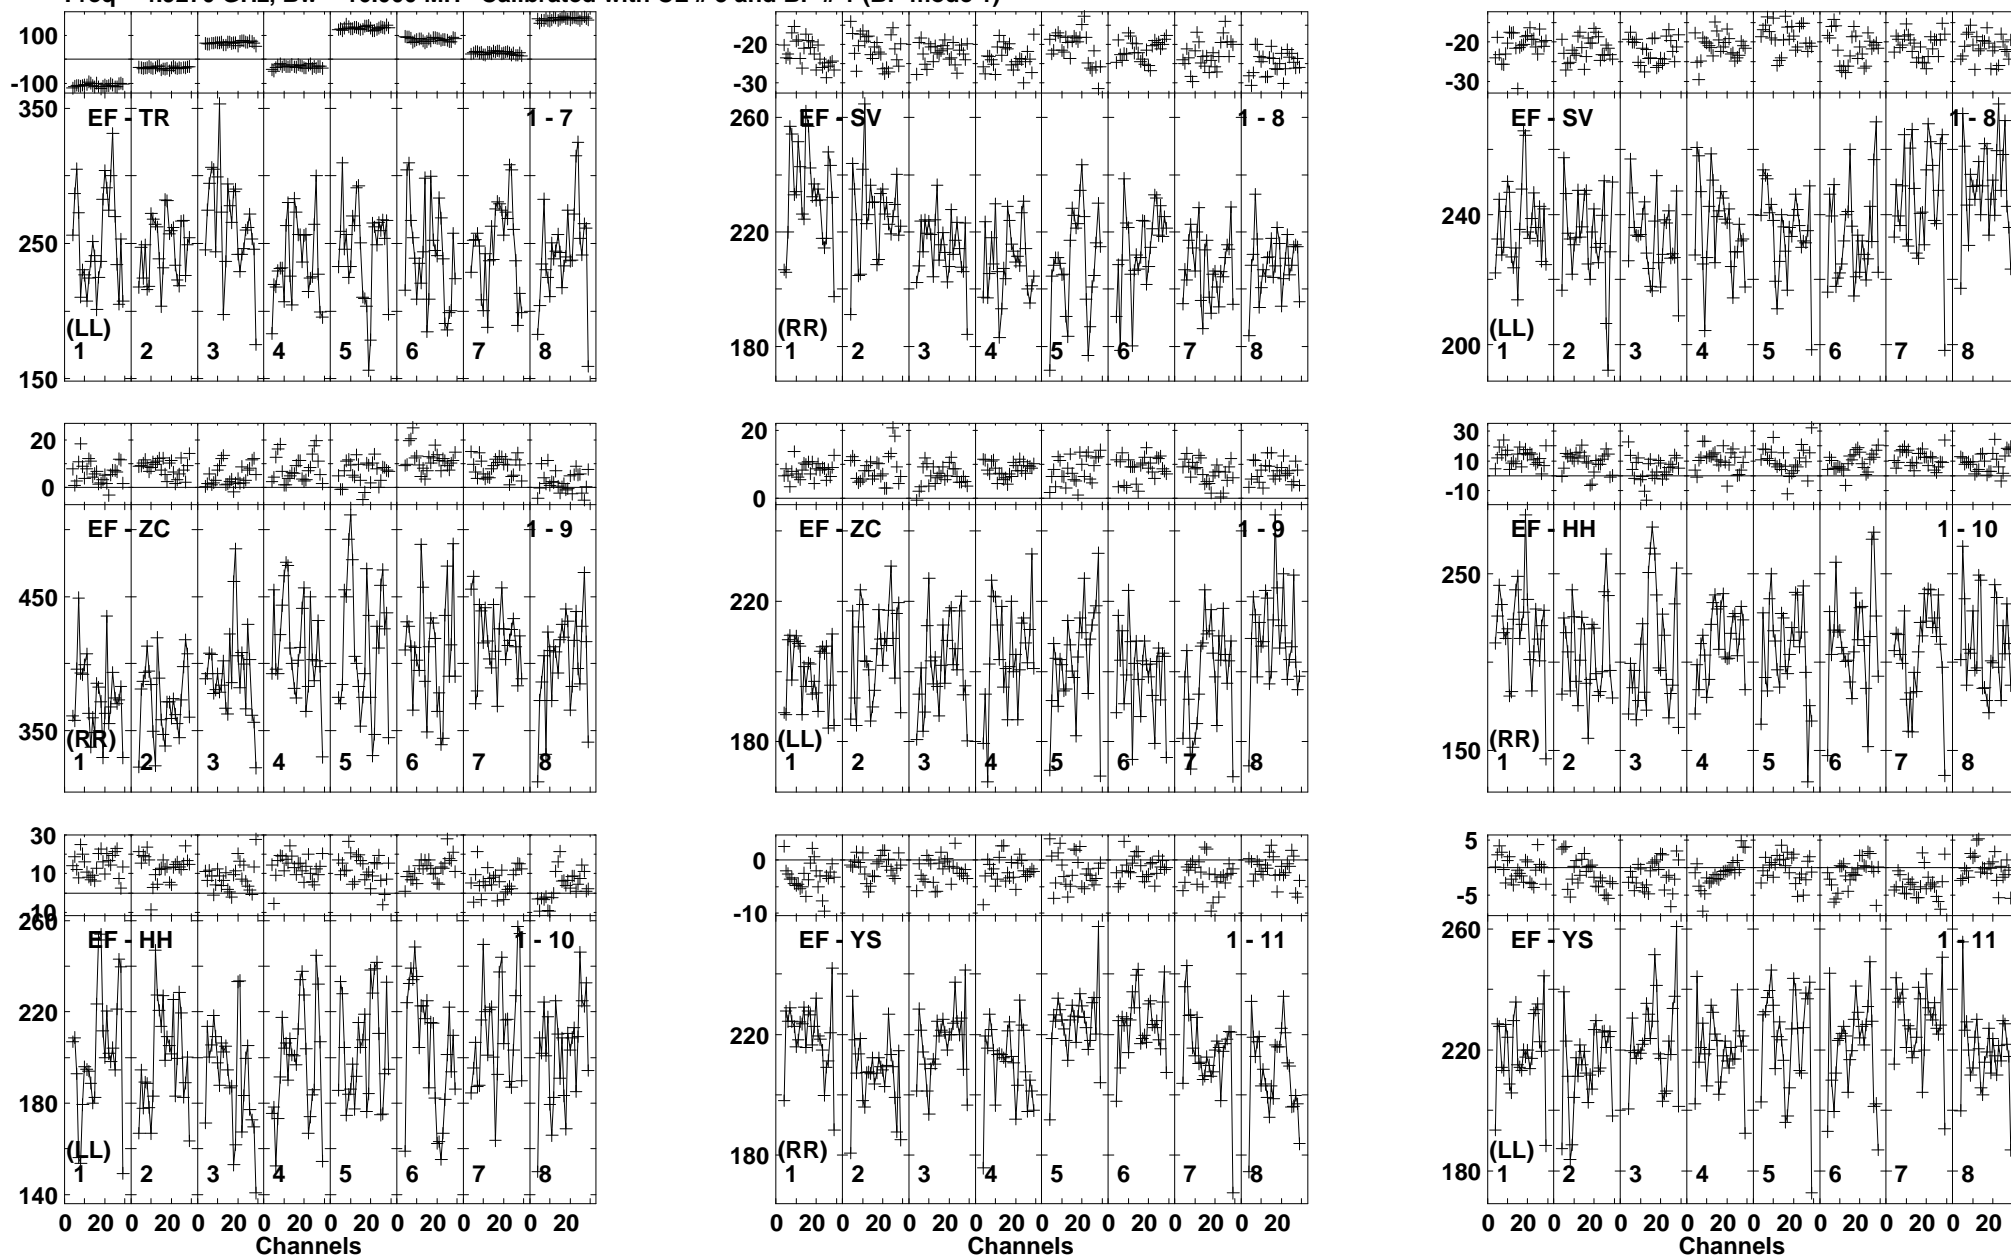 100
-100
350
250
150
EF - TR
1 - 7
(LL)
1 2 3 4 5 6 7 8
-20
-30
260
220
180
EF - SV
1 - 8
(RR)
1 2 3 4 5 6 7 8
-20
-30
240
200
EF - SV
1 - 8
(LL)
1 2 3 4 5 6 7 8
20
0
450
350
EF - ZC
1 - 9
(RR)
1 2 3 4 5 6 7 8
20
0
220
180
EF - ZC
1 - 9
(LL)
1 2 3 4 5 6 7 8
30
10
-10
250
150
EF - HH
1 - 10
(RR)
1 2 3 4 5 6 7 8
30
10
260
220
180
140
EF - HH
1 - 10
(LL)
1 2 3 4 5 6 7 8
0 20 0 20 0 20 0 20 0 20 0 20 0 20 0 20
Channels
0
-10
220
180
EF - YS
1 - 11
(RR)
1 2 3 4 5 6 7 8
0 20 0 20 0 20 0 20 0 20 0 20 0 20 0 20
Channels
5
-5
260
220
180
EF - YS
1 - 11
(LL)
1 2 3 4 5 6 7 8
0 20 0 20 0 20 0 20 0 20 0 20 0 20 0 20
Channels